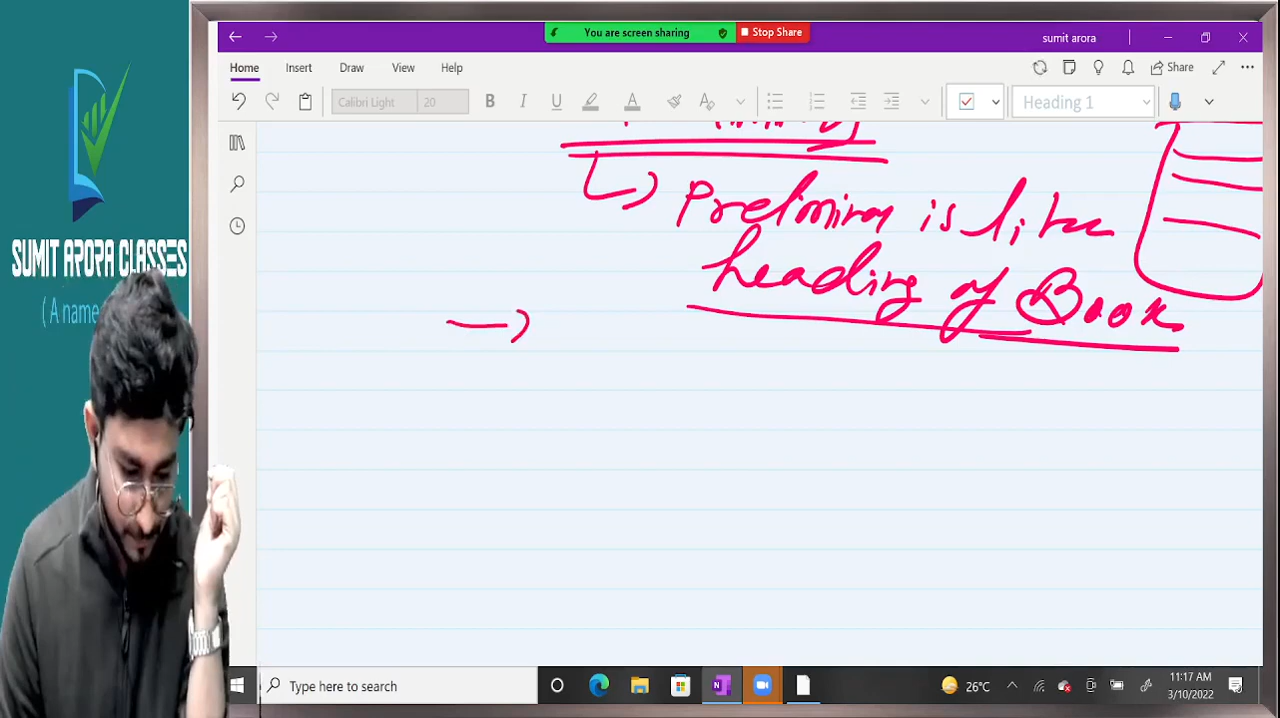 You are screen sharing
Stop Share
sumit arora
Home Insert Draw View Help
Share
Calibri Light 20 B I U A
Heading 1
Prelimirary is like
heading of Book
SUMIT ARORA CLASSES
( A name
Type here to search
26°C
11:17 AM
3/10/2022